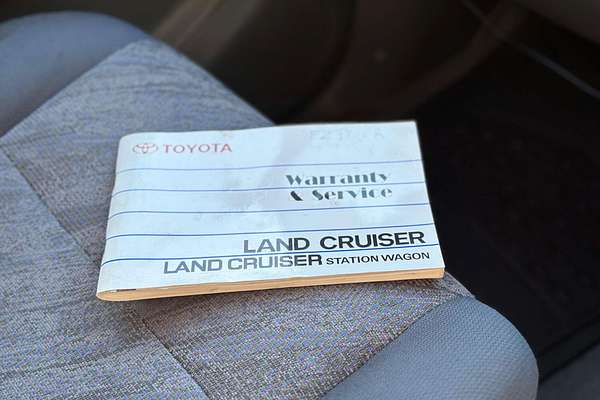 TOYOTA
Warranty
& Service
LAND CRUISER
LAND CRUISER STATION WAGON